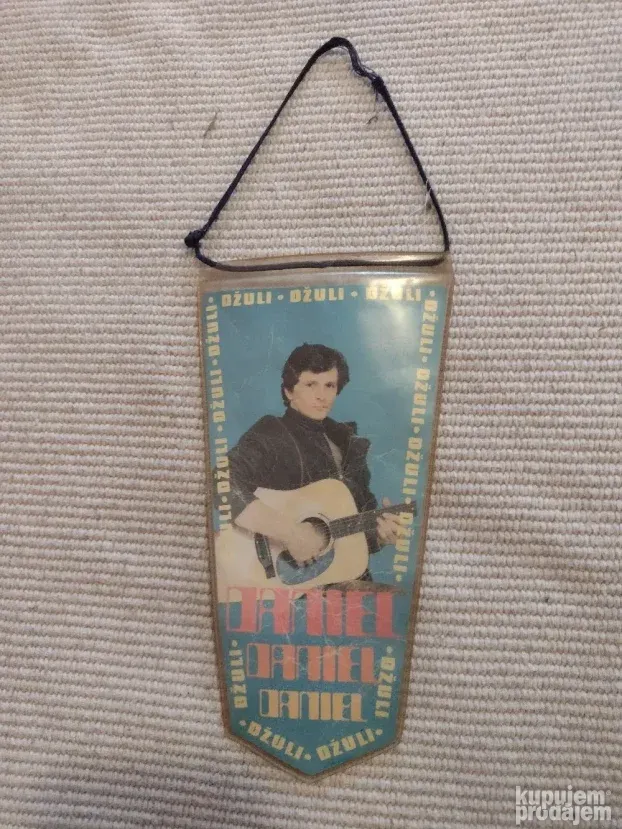 • DŽULI • DŽULI • DŽULI •
DŽULI • DŽULI • DŽULI •
DŽULI • DŽULI • DŽULI • DŽULI
DANIEL
DANIEL
DANIEL
DŽULI •
• DŽULI
• DŽULI • DŽULI •
kupujem
prodajem